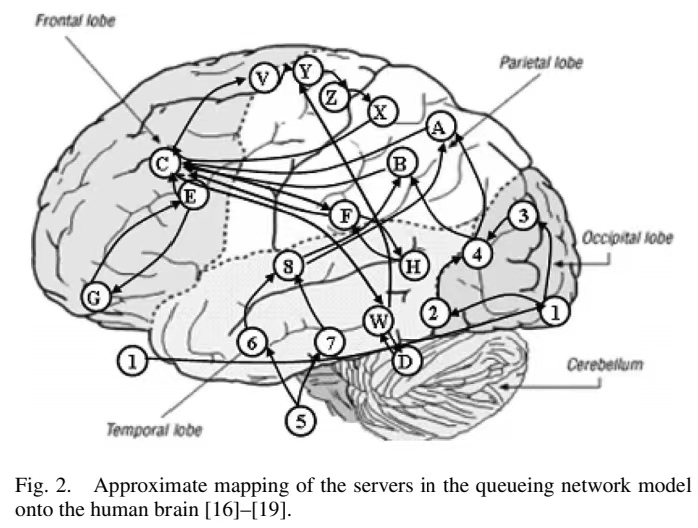 Frontal lobe
Parietal lobe
V
Y
Z
X
A
C
B
E
F
3
4
H
8
Occipital lobe
G
2
1
W
6
7
D
1
Cerebellum
5
Temporal lobe
Fig. 2. Approximate mapping of the servers in the queueing network model
onto the human brain [16]–[19].